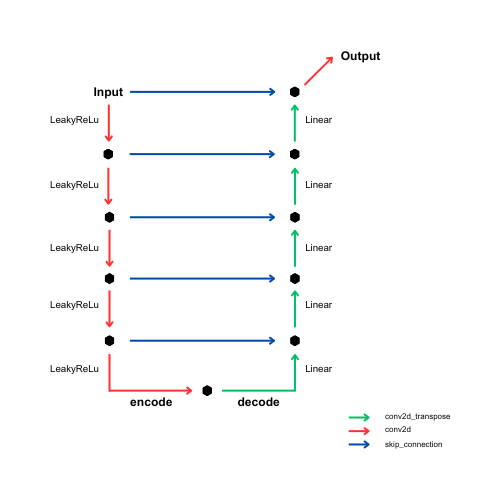 Output
Input
LeakyReLu
Linear
LeakyReLu
Linear
LeakyReLu
Linear
LeakyReLu
Linear
LeakyReLu
Linear
encode
decode
conv2d_transpose
conv2d
skip_connection